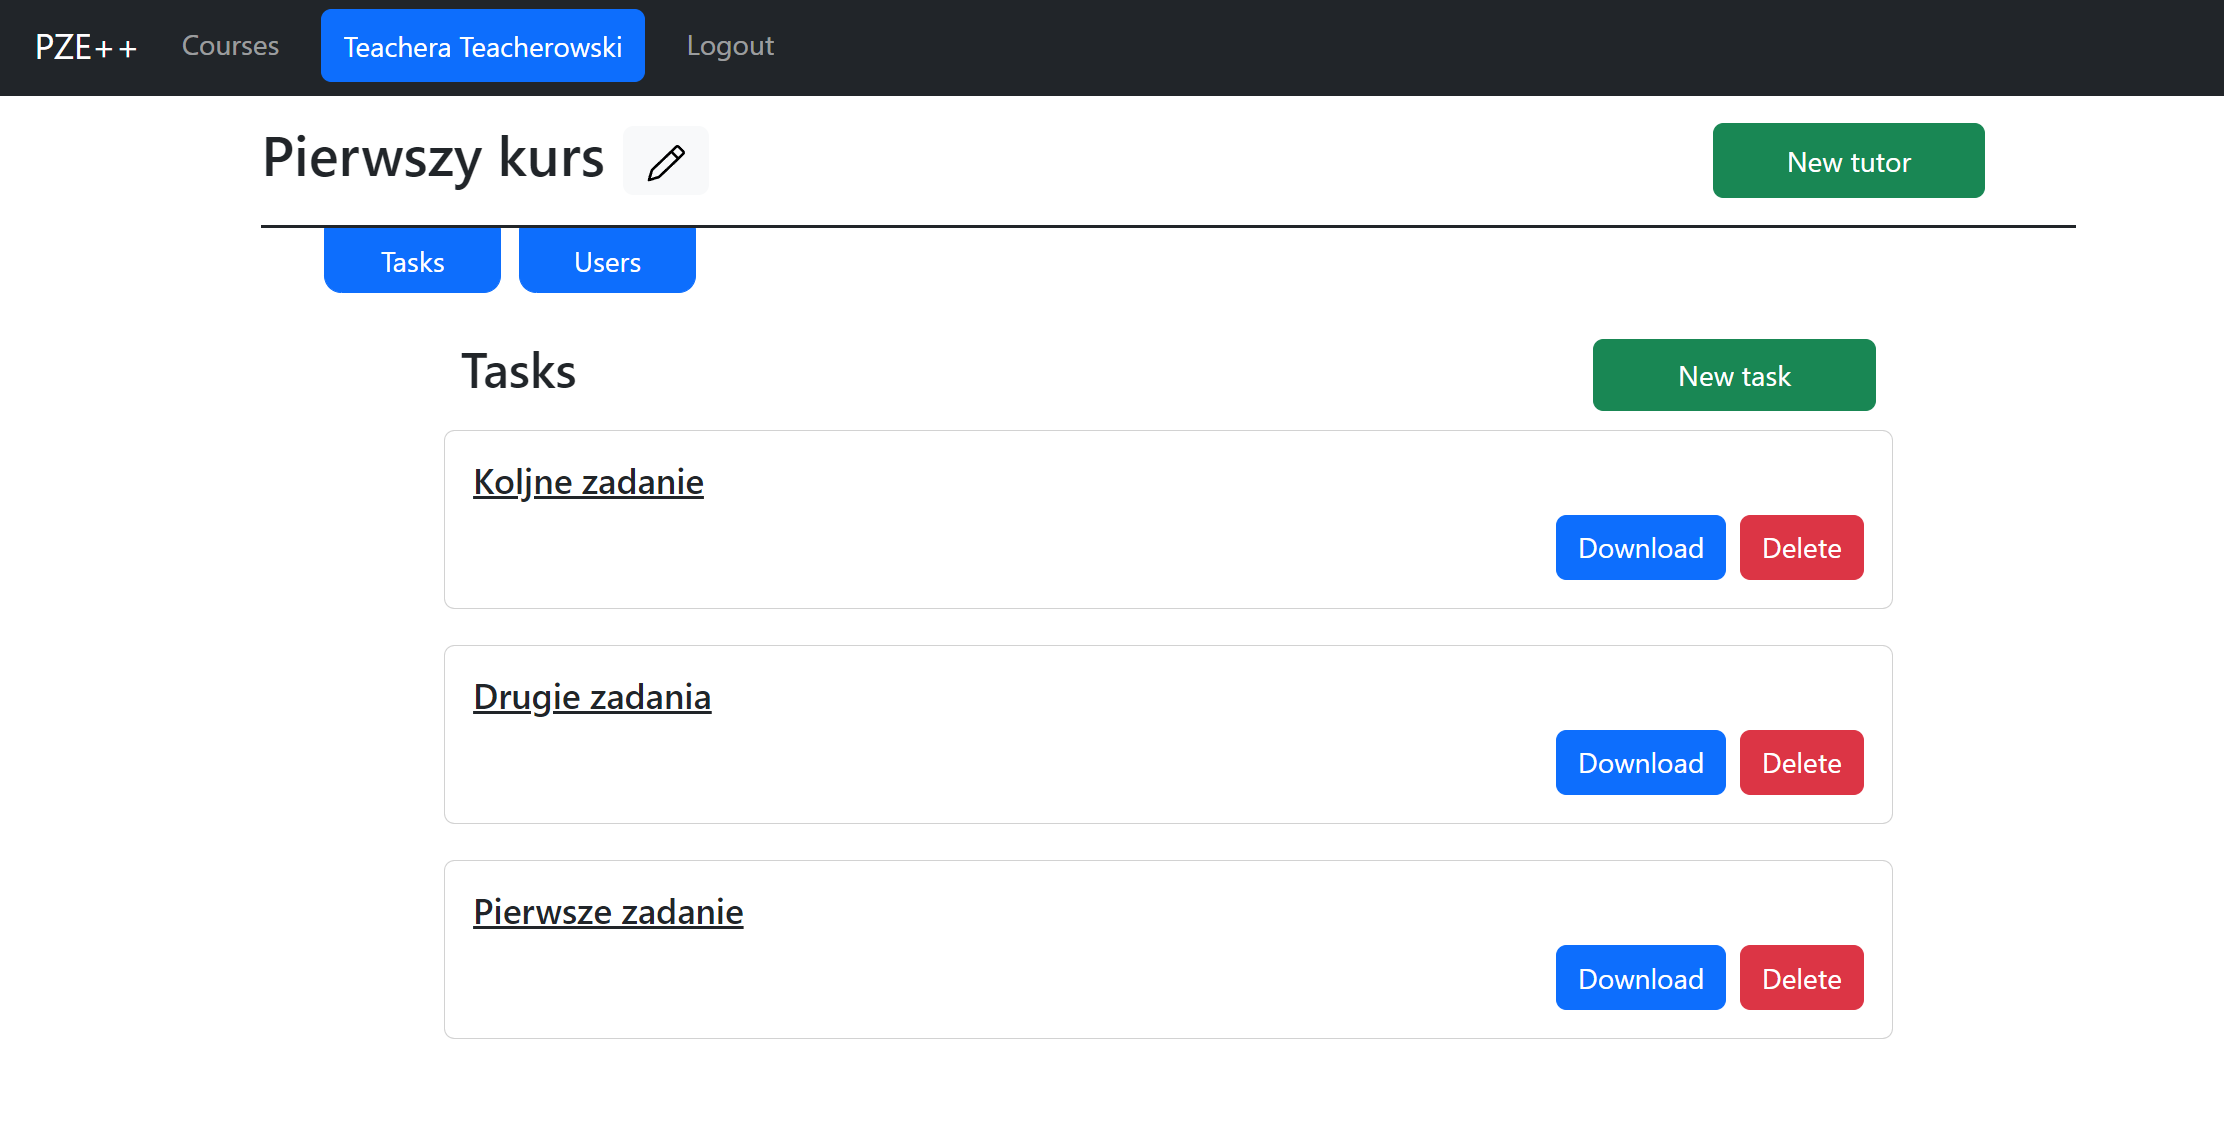 PZE++ Courses Teachera Teacherowski Logout
Pierwszy kurs New tutor
Tasks Users
Tasks New task
Koljne zadanie
Download Delete
Drugie zadania
Download Delete
Pierwsze zadanie
Download Delete